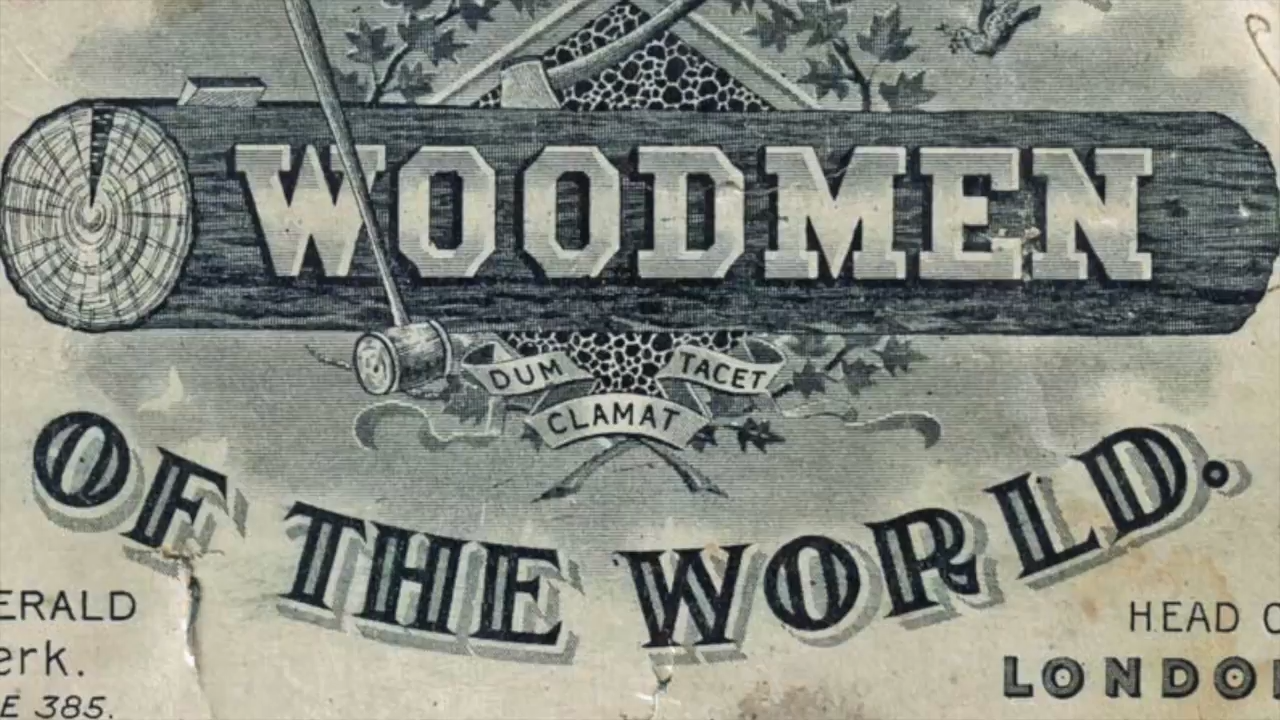 WOODMEN
DUM TACET
CLAMAT
OF THE WORLD.
ERALD
HEAD
erk.
LONDO
E 385.